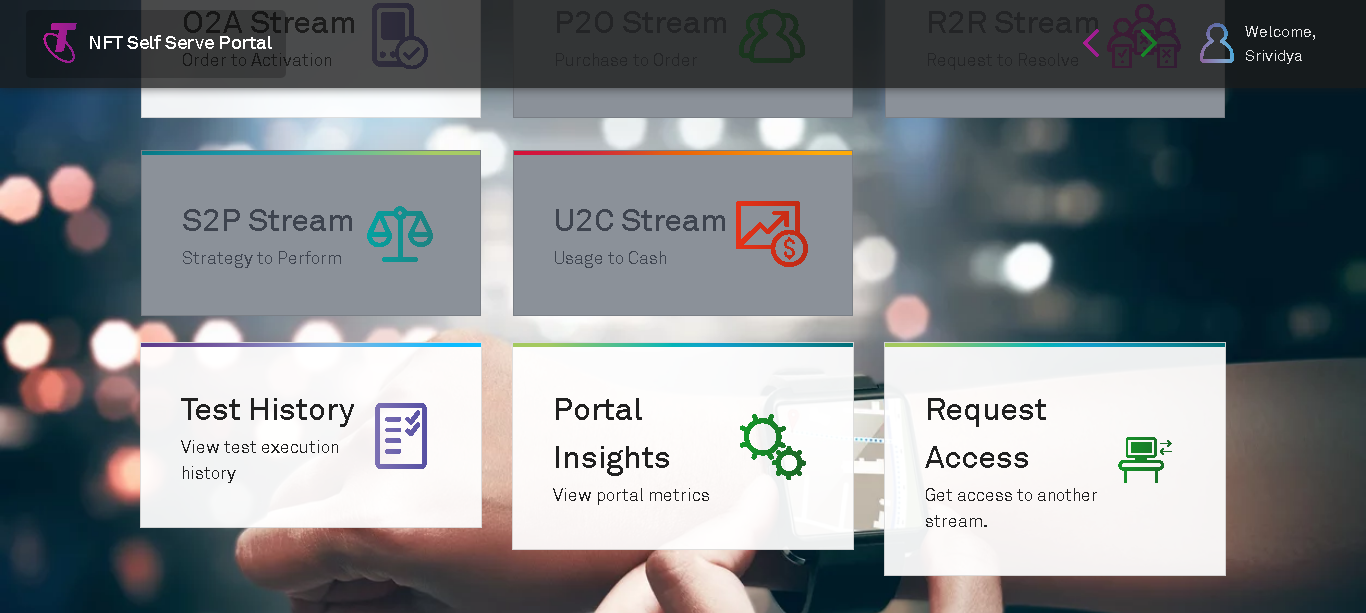 NFT Self Serve Portal
Welcome,
Srividya
O2A Stream
Order to Activation
P2O Stream
Purchase to Order
R2R Stream
Request to Resolve
S2P Stream
Strategy to Perform
U2C Stream
Usage to Cash
Test History
View test execution
history
Portal
Insights
View portal metrics
Request
Access
Get access to another
stream.